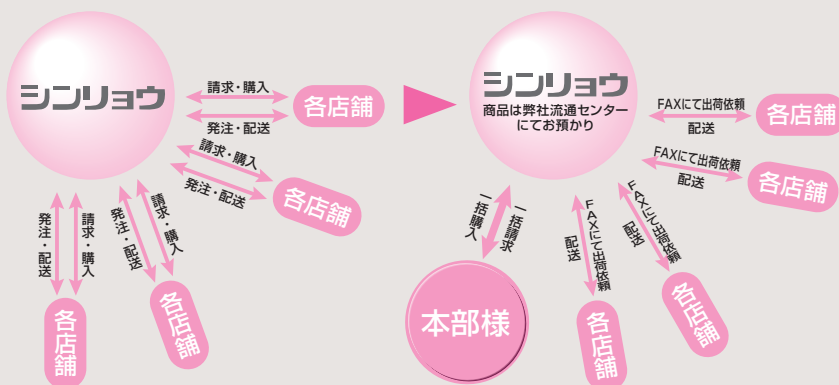 シンリョウ
請求・購入
発注・配送
各店舗
請求・購入
発注・配送
各店舗
請求・購入
発注・配送
各店舗
請求・購入
発注・配送
各店舗
シンリョウ
商品は弊社流通センター
にてお預かり
FAXにて出荷依頼
配送
各店舗
FAXにて出荷依頼
配送
各店舗
FAXにて出荷依頼
配送
各店舗
FAXにて出荷依頼
配送
各店舗
一括請求
一括購入
本部様